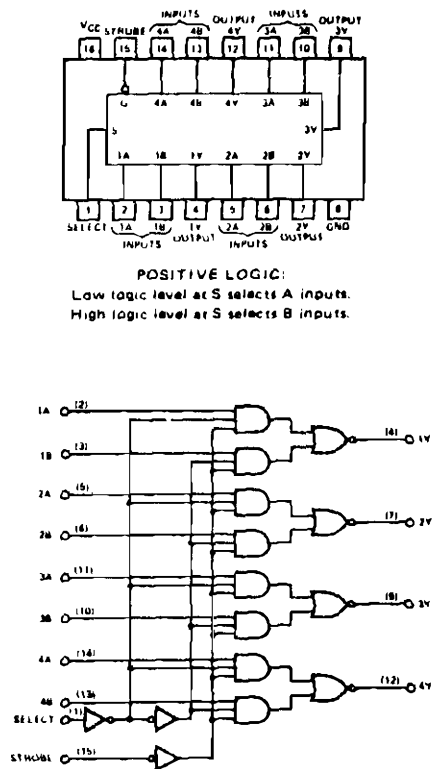 INPUTS OUTPUT INPUTS OUTPUT
VCC STROBE 4A 4B 4Y 3A 3B 3Y
16 15 14 13 12 11 10 9
G 4A 4B 4Y 3A 3B
S 3Y
1A 1B 1Y 2A 2B 2Y
1 2 3 4 5 6 7 8
SELECT 1A 1B 1Y 2A 2B 2Y GND
INPUTS OUTPUT INPUTS OUTPUT
POSITIVE LOGIC:
Low logic level at S selects A inputs.
High logic level at S selects B inputs.
1A (2)
(4) 1Y
1B (3)
2A (5)
(7) 2Y
2B (6)
3A (11)
(9) 3Y
3B (10)
4A (14)
(12) 4Y
4B (13)
SELECT (1)
STROBE (15)